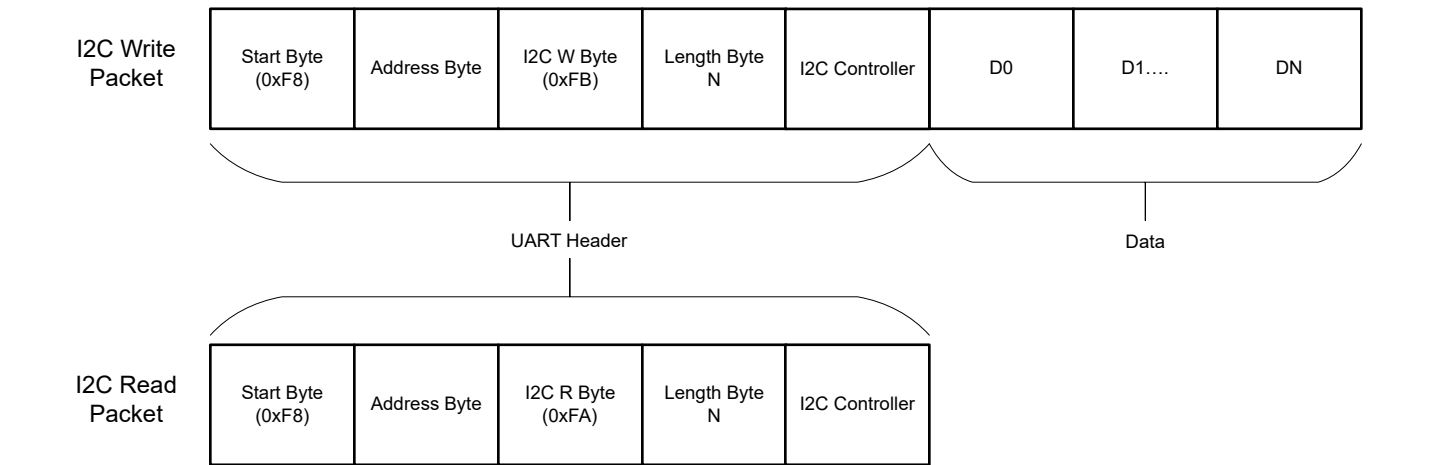 I2C Write
Packet
Start Byte
(0xF8)
Address Byte
I2C W Byte
(0xFB)
Length Byte
N
I2C Controller
D0
D1....
DN
UART Header
Data
I2C Read
Packet
Start Byte
(0xF8)
Address Byte
I2C R Byte
(0xFA)
Length Byte
N
I2C Controller